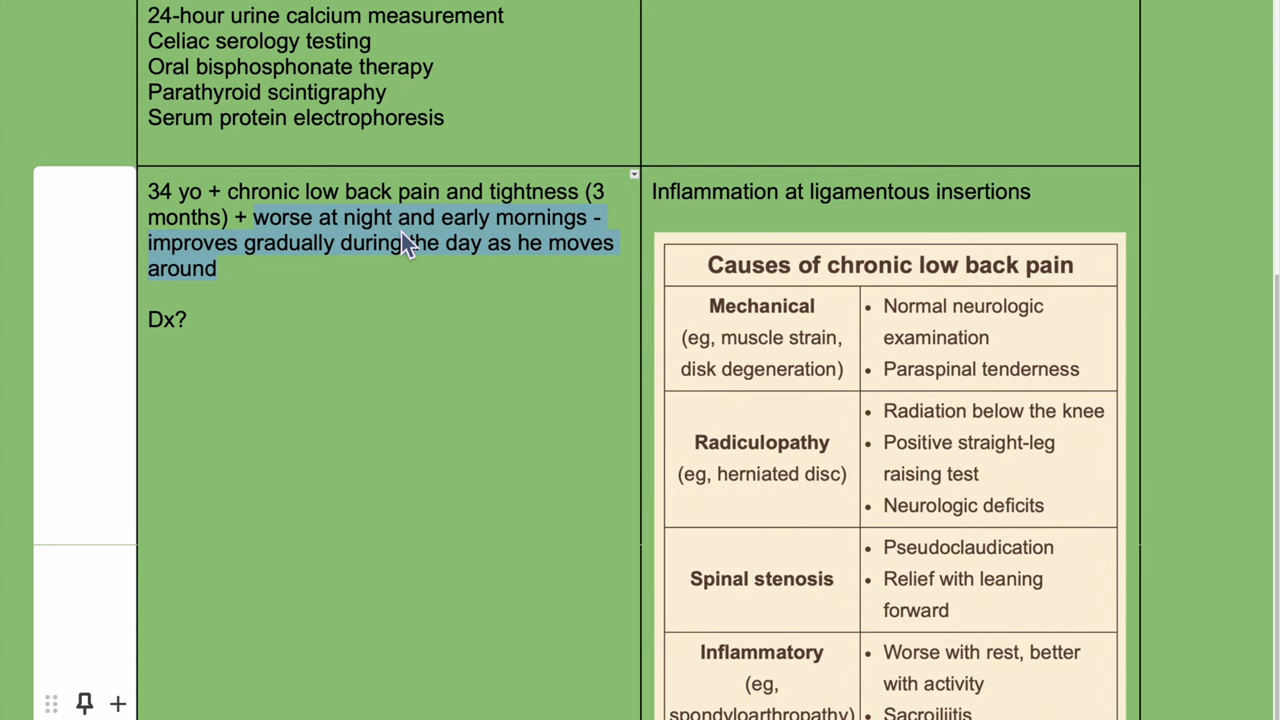 24-hour urine calcium measurement
Celiac serology testing
Oral bisphosphonate therapy
Parathyroid scintigraphy
Serum protein electrophoresis
34 yo + chronic low back pain and tightness (3
months) + worse at night and early mornings -
improves gradually during the day as he moves
around
Dx?
Inflammation at ligamentous insertions
Causes of chronic low back pain
Mechanical
(eg, muscle strain,
disk degeneration)
• Normal neurologic
examination
• Paraspinal tenderness
Radiculopathy
(eg, herniated disc)
• Radiation below the knee
• Positive straight-leg
raising test
• Neurologic deficits
Spinal stenosis
• Pseudoclaudication
• Relief with leaning
forward
Inflammatory
(eg,
spondyloarthropathy)
• Worse with rest, better
with activity
• Sacroiliitis